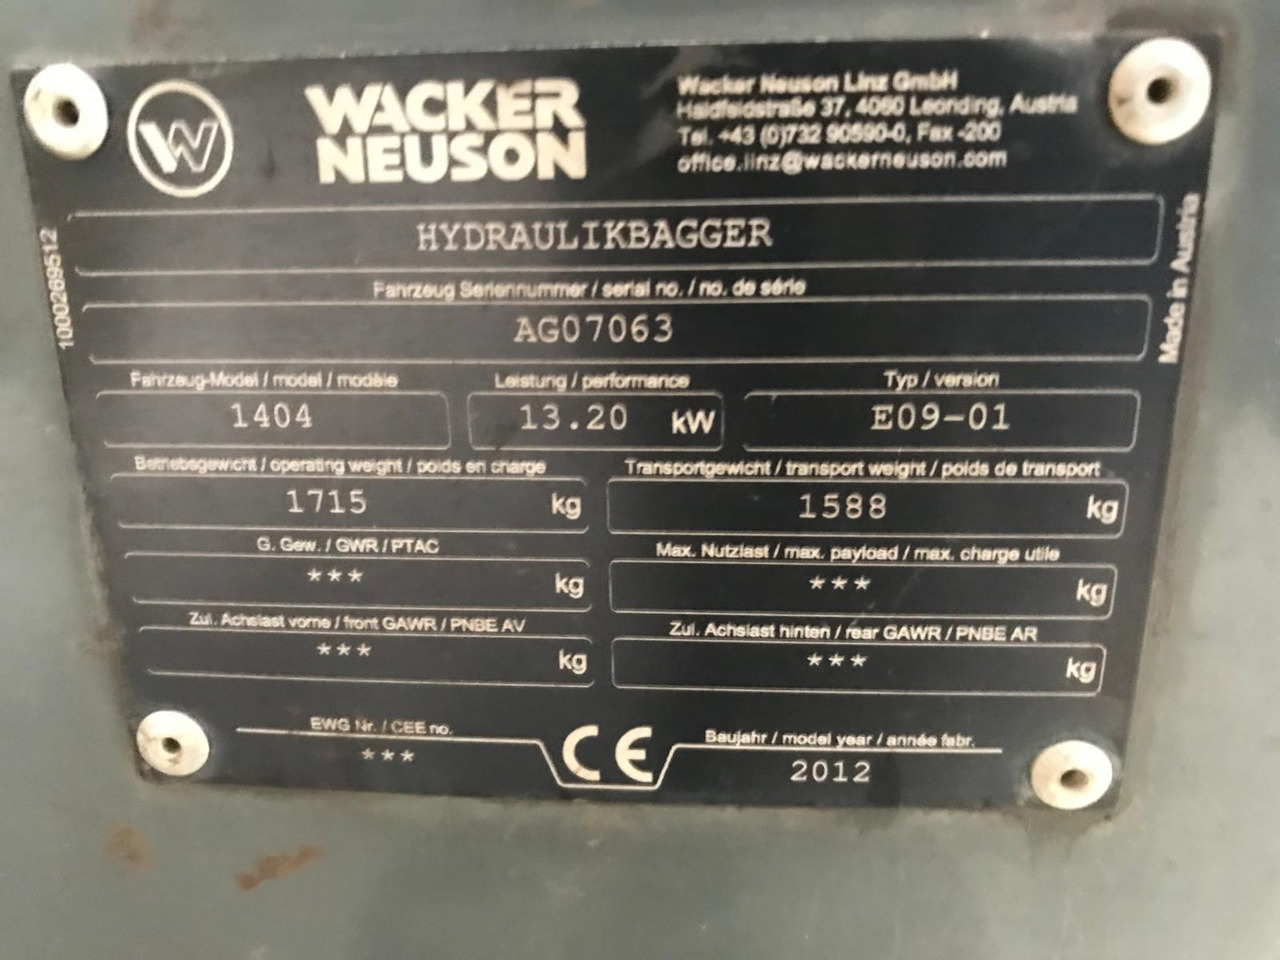 W
WACKER
NEUSON
Wacker Neuson Linz GmbH
Haidfeldstraße 37, 4060 Leonding, Austria
Tel. +43 (0)732 90590-0, Fax -200
office.linz@wackerneuson.com
1000269512
Made in Austria
HYDRAULIKBAGGER
Fahrzeug Seriennummer / serial no. / no. de série
AG07063
Fahrzeug-Model / model / modèle
1404
Leistung / performance
13.20 kW
Typ / version
E09-01
Betriebsgewicht / operating weight / poids en charge
1715 kg
Transportgewicht / transport weight / poids de transport
1588 kg
G. Gew. / GWR / PTAC
*** kg
Max. Nutzlast / max. payload / max. charge utile
*** kg
Zul. Achslast vorne / front GAWR / PNBE AV
*** kg
Zul. Achslast hinten / rear GAWR / PNBE AR
*** kg
EWG Nr. / CEE no.
***
CE
Baujahr / model year / année fabr.
2012